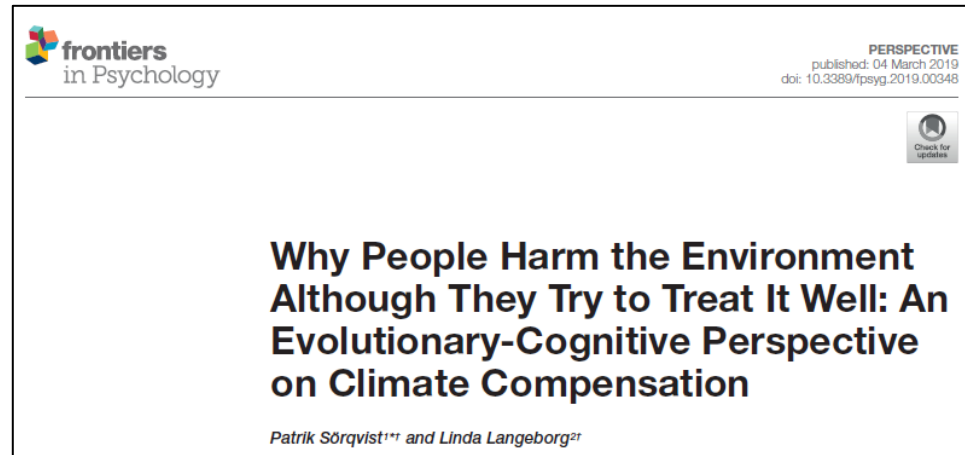 frontiers
in Psychology
PERSPECTIVE
published: 04 March 2019
doi: 10.3389/fpsyg.2019.00348
Check for
updates
Why People Harm the Environment
Although They Try to Treat It Well: An
Evolutionary-Cognitive Perspective
on Climate Compensation
Patrik Sörqvist¹*† and Linda Langeborg²†